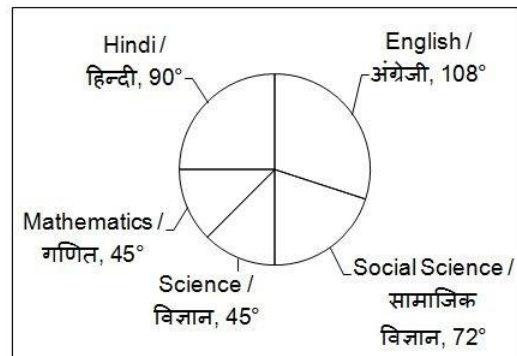 Hindi /
हिन्दी, 90°
English /
अंग्रेजी, 108°
Mathematics /
गणित, 45°
Science /
विज्ञान, 45°
Social Science /
सामाजिक
विज्ञान, 72°